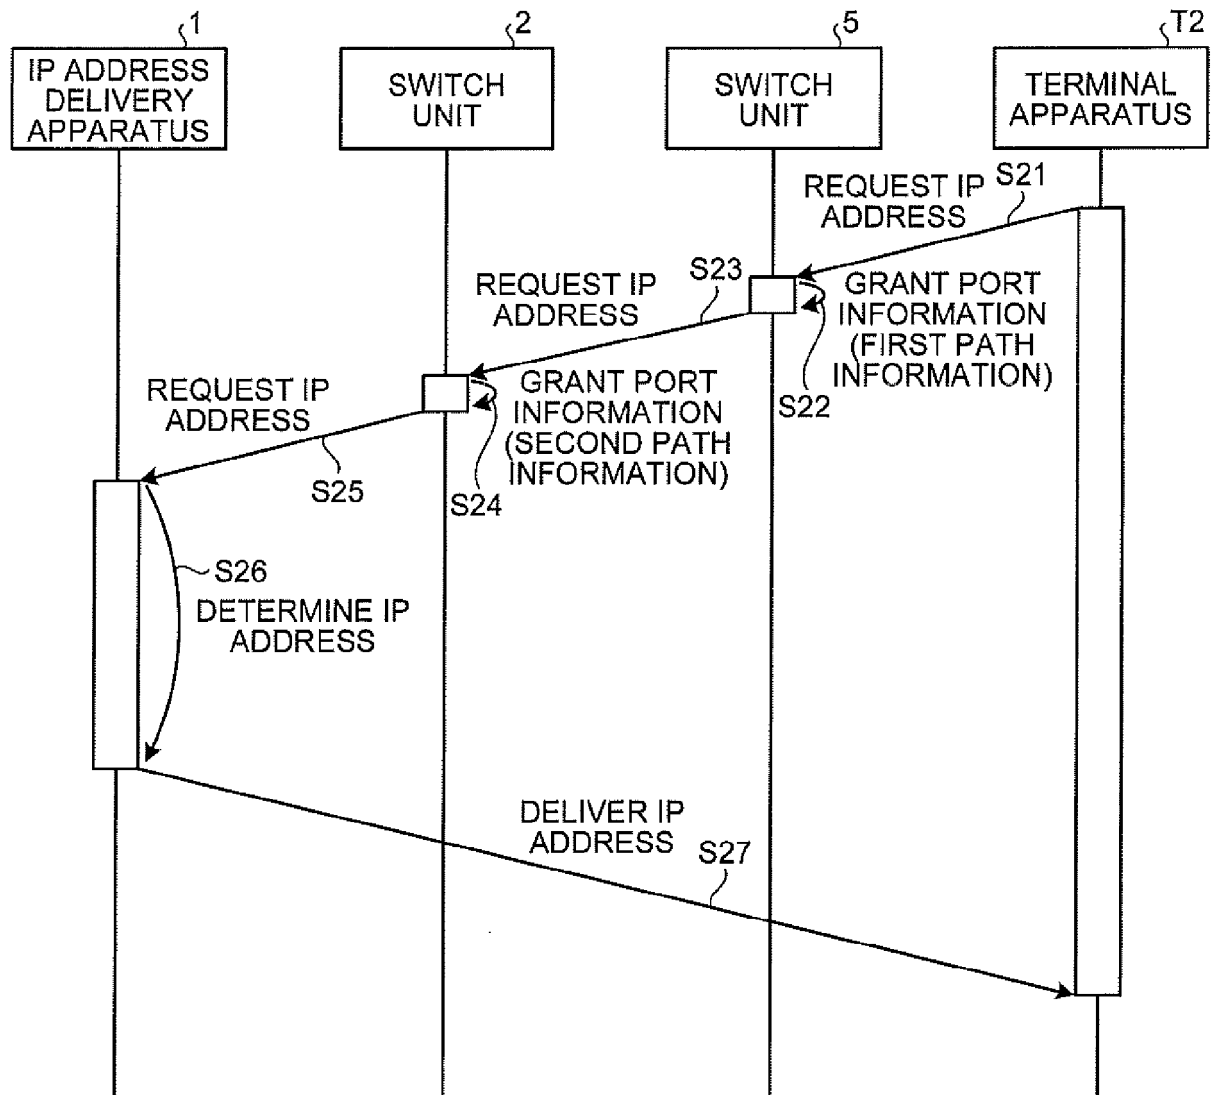 1
2
5
T2
IP ADDRESS
DELIVERY
APPARATUS
SWITCH
UNIT
SWITCH
UNIT
TERMINAL
APPARATUS
REQUEST IP
ADDRESS
S21
REQUEST IP
ADDRESS
S23
GRANT PORT
INFORMATION
(FIRST PATH
INFORMATION)
S22
REQUEST IP
ADDRESS
GRANT PORT
INFORMATION
(SECOND PATH
INFORMATION)
S25
S24
S26
DETERMINE IP
ADDRESS
DELIVER IP
ADDRESS
S27